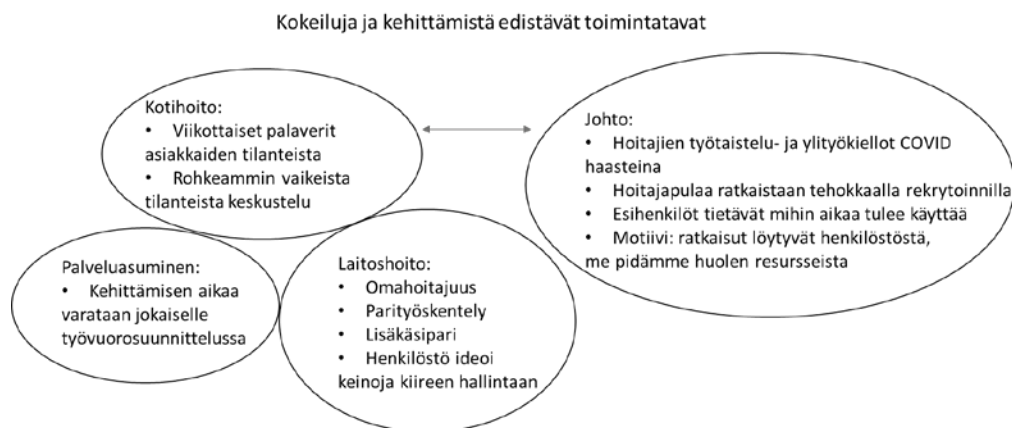 Kokeiluja ja kehittämistä edistävät toimintatavat
Kotihoito:
• Viikottaiset palaverit
asiakkaiden tilanteista
• Rohkeammin vaikeista
tilanteista keskustelu
Johto:
• Hoitajien työtaistelu- ja ylityökiellot COVID
haasteina
• Hoitajapulaa ratkaistaan tehokkaalla rekrytoinnilla
• Esihenkilöt tietävät mihin aikaa tulee käyttää
• Motiivi: ratkaisut löytyvät henkilöstöstä,
me pidämme huolen resursseista
Palveluasuminen:
• Kehittämisen aikaa
varataan jokaiselle
työvuorosuunnittelussa
Laitoshoito:
• Omahoitajuus
• Parityöskentely
• Lisäkäsipari
• Henkilöstö ideoi
keinoja kiireen hallintaan